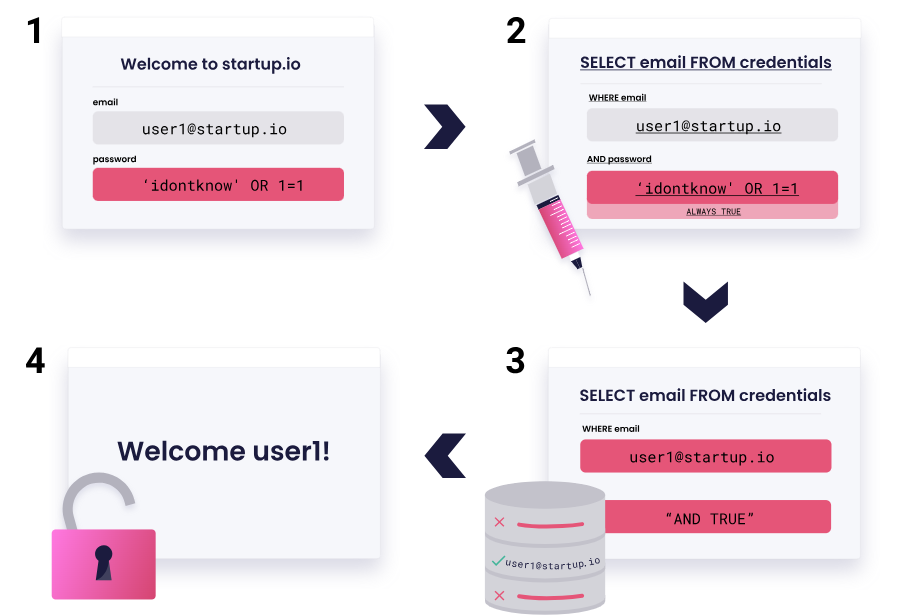 1
Welcome to startup.io
email
user1@startup.io
password
‘idontknow' OR 1=1
2
SELECT email FROM credentials
WHERE email
user1@startup.io
AND password
‘idontknow' OR 1=1
ALWAYS TRUE
3
SELECT email FROM credentials
WHERE email
user1@startup.io
“AND TRUE”
user1@startup.io
4
Welcome user1!